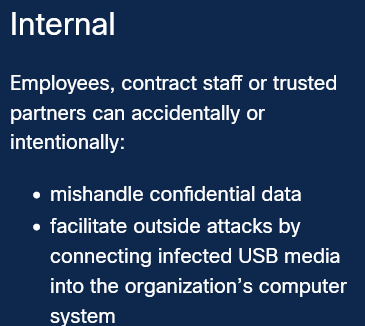 Internal
Employees, contract staff or trusted
partners can accidentally or
intentionally:
• mishandle confidential data
• facilitate outside attacks by
connecting infected USB media
into the organization's computer
system